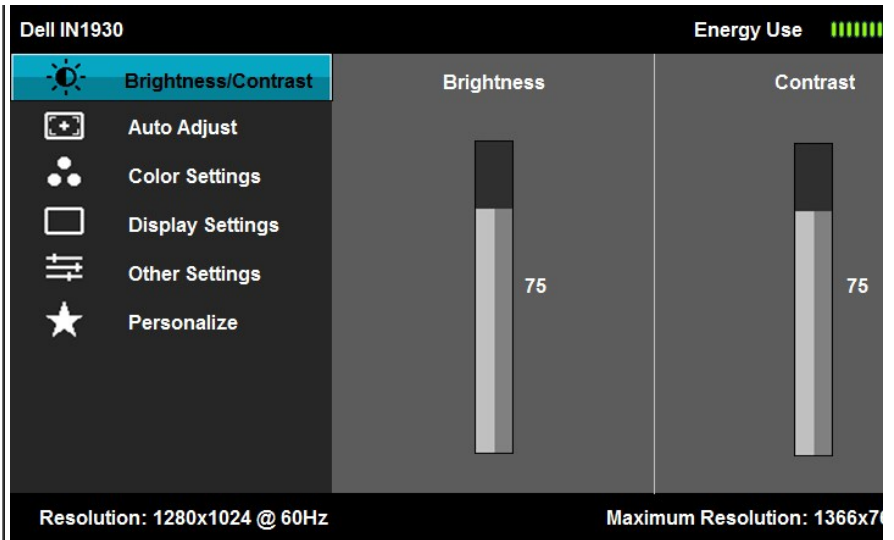 Dell IN1930 Energy Use
Brightness/Contrast Brightness Contrast
Auto Adjust
Color Settings
Display Settings
Other Settings
75 75
Personalize
Resolution: 1280x1024 @ 60Hz Maximum Resolution: